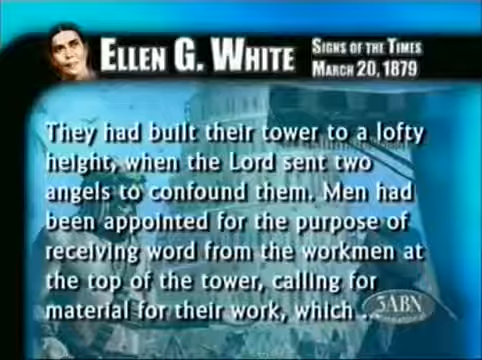 ELLEN G. WHITE
SIGNS OF THE TIMES
MARCH 20, 1879
They had built their tower to a lofty
height, when the Lord sent two
angels to confound them. Men had
been appointed for the purpose of
receiving word from the workmen at
the top of the tower, calling for
material for their work, which ...
3ABN